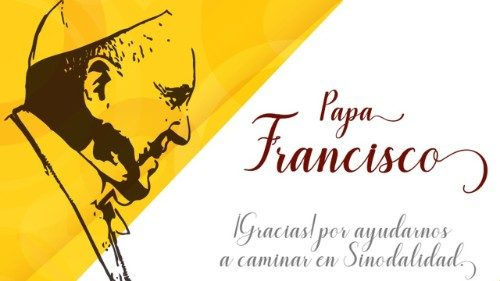 Papa
Francisco
¡Gracias! por ayudarnos
a caminar en Sinodalidad.